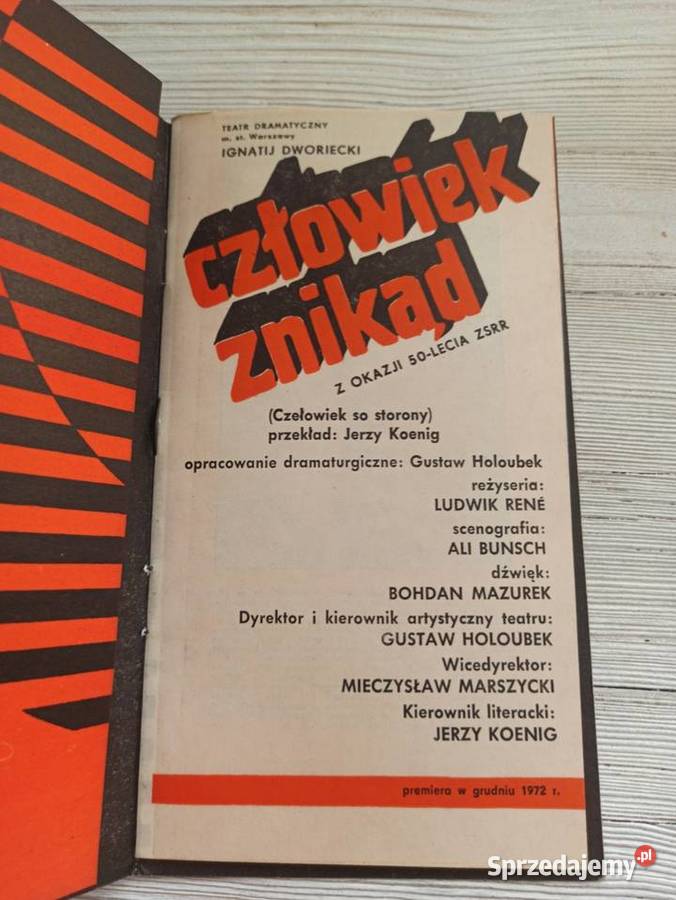 TEATR DRAMATYCZNY
m. st. Warszawy
IGNATIJ DWORIECKI
człowiek
znikąd
Z OKAZJI 50-LECIA ZSRR
(Czełowiek so storony)
przekład: Jerzy Koenig
opracowanie dramaturgiczne: Gustaw Holoubek
reżyseria:
LUDWIK RENÉ
scenografia:
ALI BUNSCH
dźwięk:
BOHDAN MAZUREK
Dyrektor i kierownik artystyczny teatru:
GUSTAW HOLOUBEK
Wicedyrektor:
MIECZYSŁAW MARSZYCKI
Kierownik literacki:
JERZY KOENIG
premiera w grudniu 1972 r.
Sprzedajemy.pl